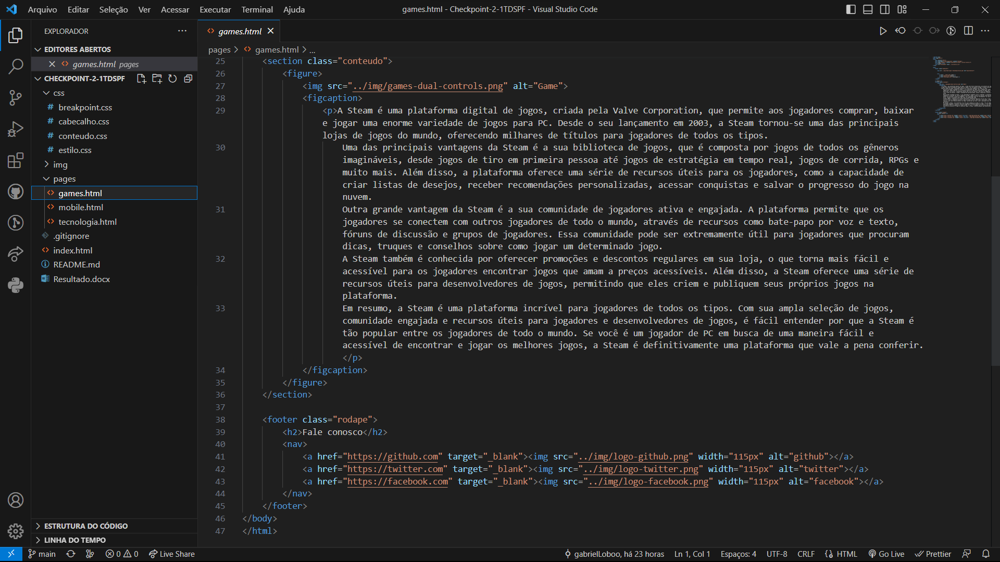 Arquivo Editar Seleção Ver Acessar Executar Terminal Ajuda
games.html - Checkpoint-2-1TDSPF - Visual Studio Code
EXPLORADOR
EDITORES ABERTOS
games.html pages
CHECKPOINT-2-1TDSPF
css
# breakpoint.css
# cabecalho.css
# conteudo.css
# estilo.css
img
pages
games.html
mobile.html
tecnologia.html
.gitignore
index.html
README.md
Resultado.docx
ESTRUTURA DO CÓDIGO
LINHA DO TEMPO
games.html
pages > games.html > ...
25 <section class="conteudo">
26 <figure>
27 <img src="../img/games-dual-controls.png" alt="Game">
28 <figcaption>
29 <p>A Steam é uma plataforma digital de jogos, criada pela Valve Corporation, que permite aos jogadores comprar, baixar
e jogar uma enorme variedade de jogos para PC. Desde o seu lançamento em 2003, a Steam tornou-se uma das principais
lojas de jogos do mundo, oferecendo milhares de títulos para jogadores de todos os tipos.
30 Uma das principais vantagens da Steam é a sua biblioteca de jogos, que é composta por jogos de todos os gêneros
imagináveis, desde jogos de tiro em primeira pessoa até jogos de estratégia em tempo real, jogos de corrida, RPGs e
muito mais. Além disso, a plataforma oferece uma série de recursos úteis para os jogadores, como a capacidade de
criar listas de desejos, receber recomendações personalizadas, acessar conquistas e salvar o progresso do jogo na
nuvem.
31 Outra grande vantagem da Steam é a sua comunidade de jogadores ativa e engajada. A plataforma permite que os
jogadores se conectem com outros jogadores de todo o mundo, através de recursos como bate-papo por voz e texto,
fóruns de discussão e grupos de jogadores. Essa comunidade pode ser extremamente útil para jogadores que procuram
dicas, truques e conselhos sobre como jogar um determinado jogo.
32 A Steam também é conhecida por oferecer promoções e descontos regulares em sua loja, o que torna mais fácil e
acessível para os jogadores encontrar jogos que amam a preços acessíveis. Além disso, a Steam oferece uma série de
recursos úteis para desenvolvedores de jogos, permitindo que eles criem e publiquem seus próprios jogos na
plataforma.
33 Em resumo, a Steam é uma plataforma incrível para jogadores de todos os tipos. Com sua ampla seleção de jogos,
comunidade engajada e recursos úteis para jogadores e desenvolvedores de jogos, é fácil entender por que a Steam é
tão popular entre os jogadores de todo o mundo. Se você é um jogador de PC em busca de uma maneira fácil e
acessível de encontrar e jogar os melhores jogos, a Steam é definitivamente uma plataforma que vale a pena conferir.
</p>
34 </figcaption>
35 </figure>
36 </section>
37
38 <footer class="rodape">
39 <h2>Fale conosco</h2>
40 <nav>
41 <a href="https://github.com" target="_blank"><img src="../img/logo-github.png" width="115px" alt="github"></a>
42 <a href="https://twitter.com" target="_blank"><img src="../img/logo-twitter.png" width="115px" alt="twitter"></a>
43 <a href="https://facebook.com" target="_blank"><img src="../img/logo-facebook.png" width="115px" alt="facebook"></a>
44 </nav>
45 </footer>
46 </body>
47 </html>
main 0 0 Live Share gabrielLoboo, há 23 horas Ln 1, Col 1 Espaços: 4 UTF-8 CRLF HTML Go Live Prettier